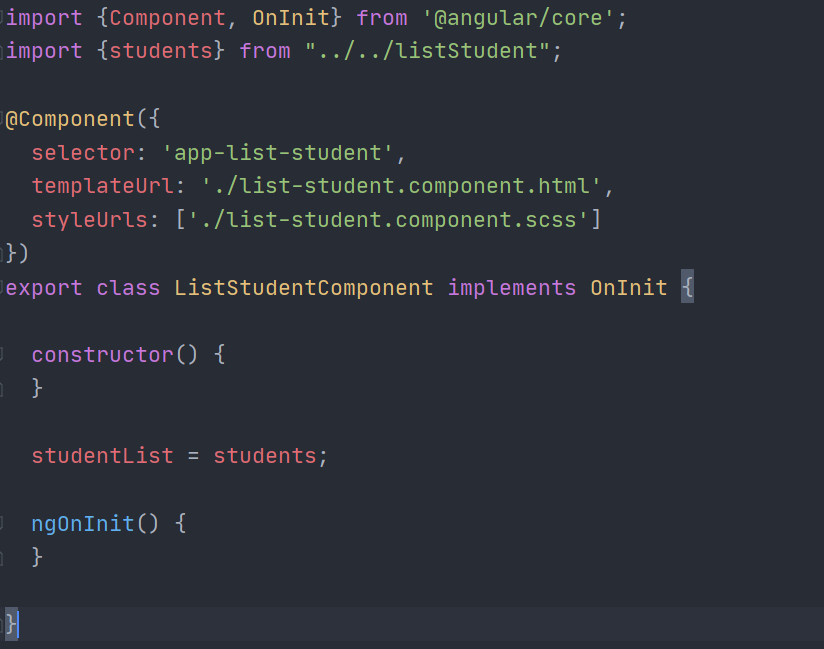 import {Component, OnInit} from '@angular/core';
import {students} from "../../listStudent";
@Component({
  selector: 'app-list-student',
  templateUrl: './list-student.component.html',
  styleUrls: ['./list-student.component.scss']
})
export class ListStudentComponent implements OnInit {
  constructor() {
  }
  studentList = students;
  ngOnInit() {
  }
}